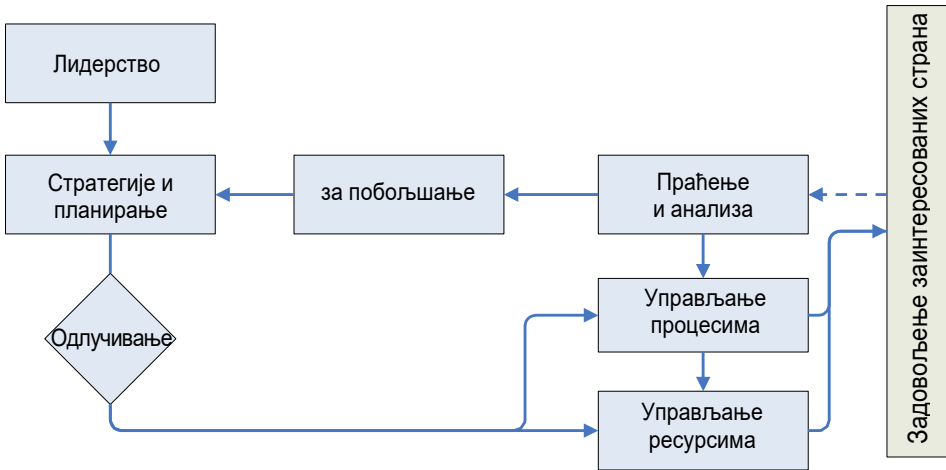 Лидерство
Стратегије и
планирање
за побољшање
Праћење
и анализа
Управљање
процесима
Одлучивање
Управљање
ресурсима
Задовољење заинтересованих страна